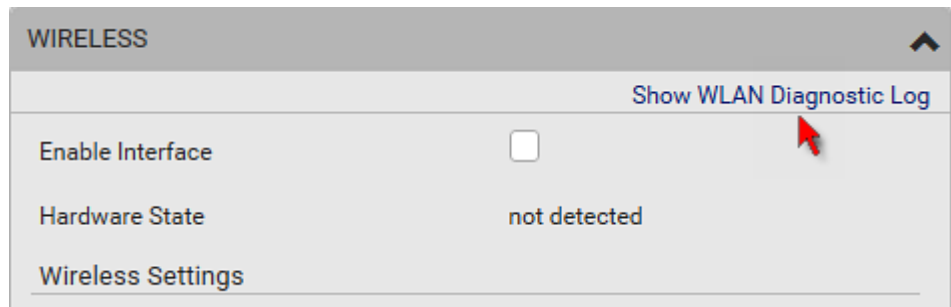 WIRELESS
Show WLAN Diagnostic Log
Enable Interface
Hardware State not detected
Wireless Settings